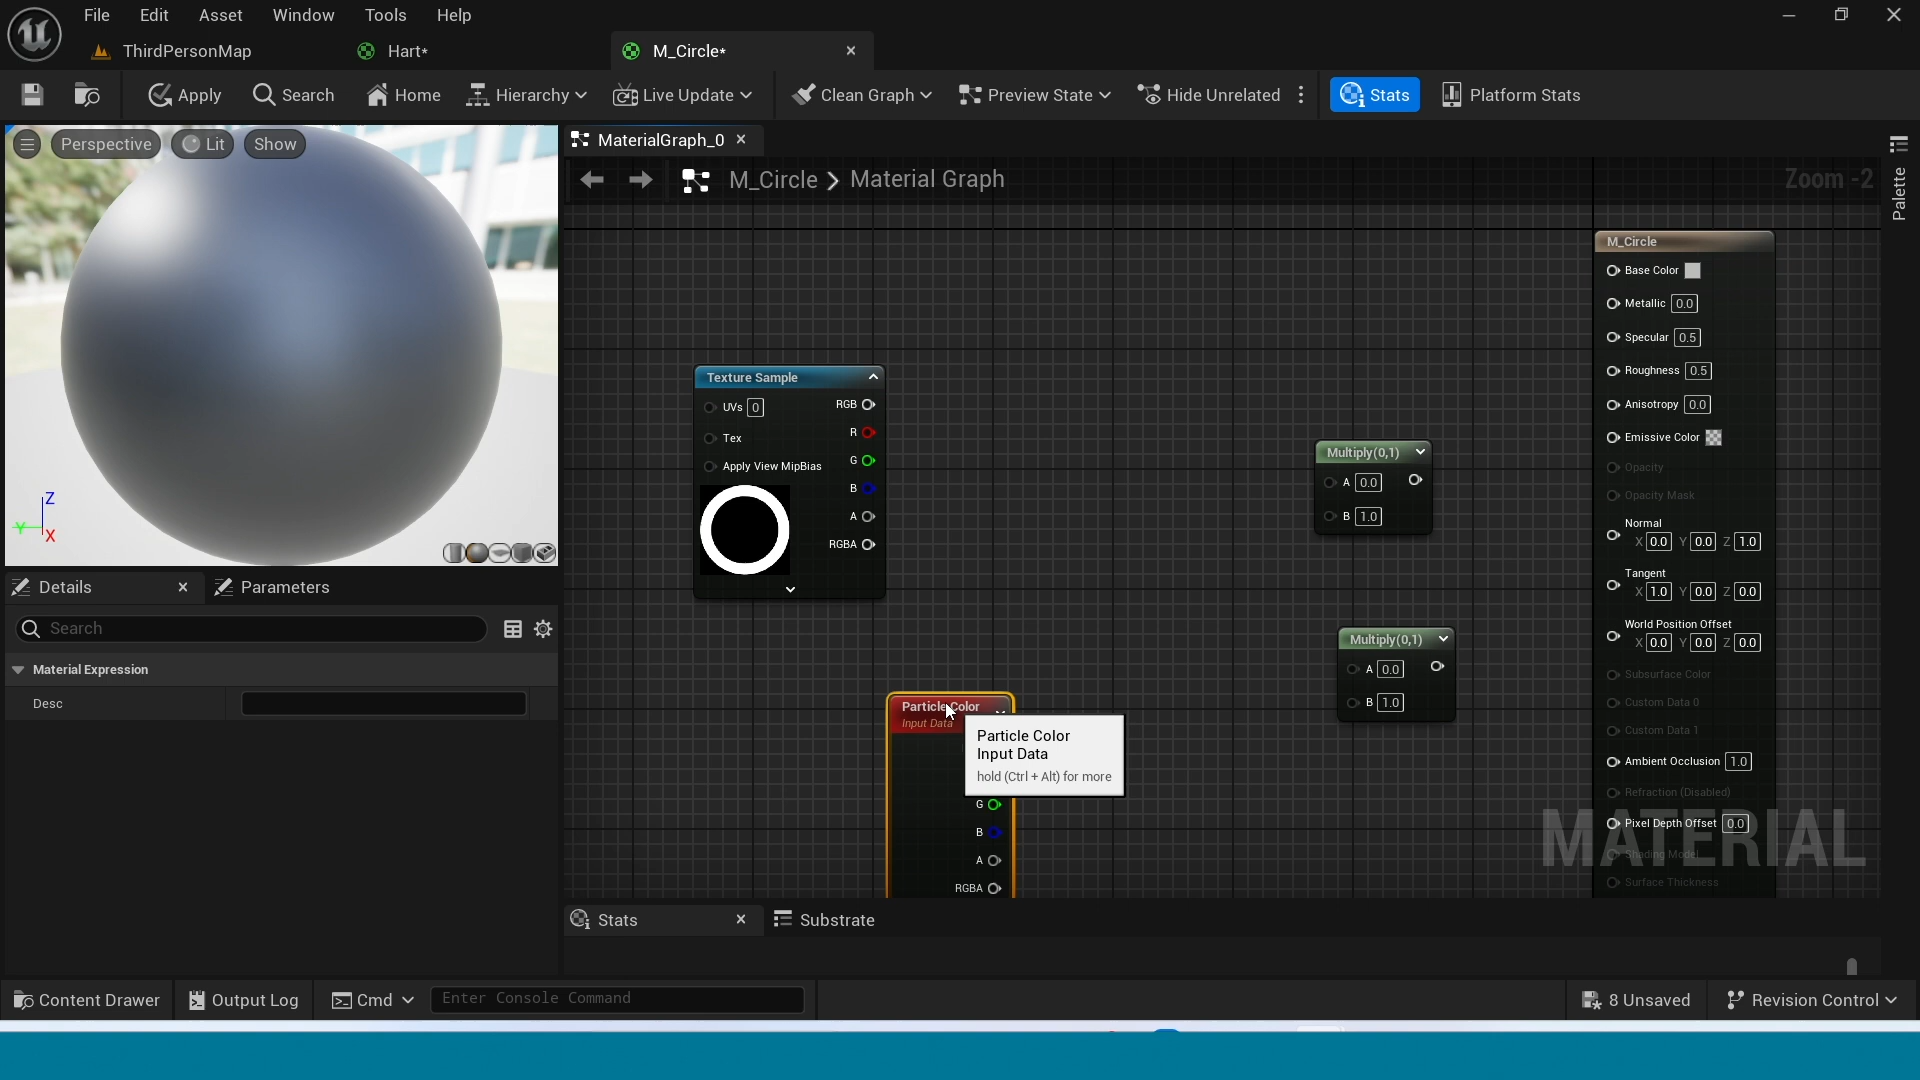 File Edit Asset Window Tools Help
ThirdPersonMap Hart* M_Circle*
Apply Search Home Hierarchy Live Update Clean Graph Preview State Hide Unrelated Stats Platform Stats
Perspective Lit Show
MaterialGraph_0
M_Circle > Material Graph
Zoom -2
Palette
Z
Y
X
Details Parameters
Search
Material Expression
Desc
Texture Sample
UVs 0 RGB
R
Tex
G
Apply View MipBias
B
A
RGBA
Particle Color
Input Data
Particle Color
Input Data
hold (Ctrl + Alt) for more
G
B
A
RGBA
Multiply(0,1)
A 0.0
B 1.0
Multiply(0,1)
A 0.0
B 1.0
M_Circle
Base Color
Metallic 0.0
Specular 0.5
Roughness 0.5
Anisotropy 0.0
Emissive Color
Opacity
Opacity Mask
Normal
X 0.0 Y 0.0 Z 1.0
Tangent
X 1.0 Y 0.0 Z 0.0
World Position Offset
X 0.0 Y 0.0 Z 0.0
Subsurface Color
Custom Data 0
Custom Data 1
Ambient Occlusion 1.0
Refraction (Disabled)
Pixel Depth Offset 0.0
Shading Model
Surface Thickness
MATERIAL
Stats Substrate
Content Drawer Output Log Cmd Enter Console Command 8 Unsaved Revision Control